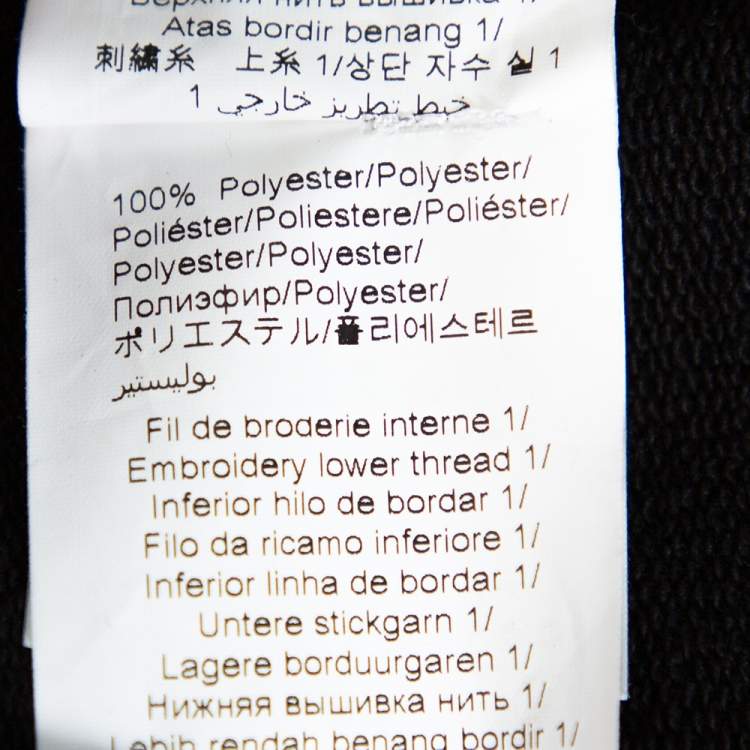 Верхняя нить вышивка 1/
Atas bordir benang 1/
刺繍糸 上糸 1/상단 자수 실 1
خيط تطريز خارجي 1
100% Polyester/Polyester/
Poliéster/Poliestere/Poliéster/
Polyester/Polyester/
Полиэфир/Polyester/
ポリエステル/폴리에스테르
بوليستير
Fil de broderie interne 1/
Embroidery lower thread 1/
Inferior hilo de bordar 1/
Filo da ricamo inferiore 1/
Inferior linha de bordar 1/
Untere stickgarn 1/
Lagere borduurgaren 1/
Нижняя вышивка нить 1/
Lebih rendah benang bordir 1/